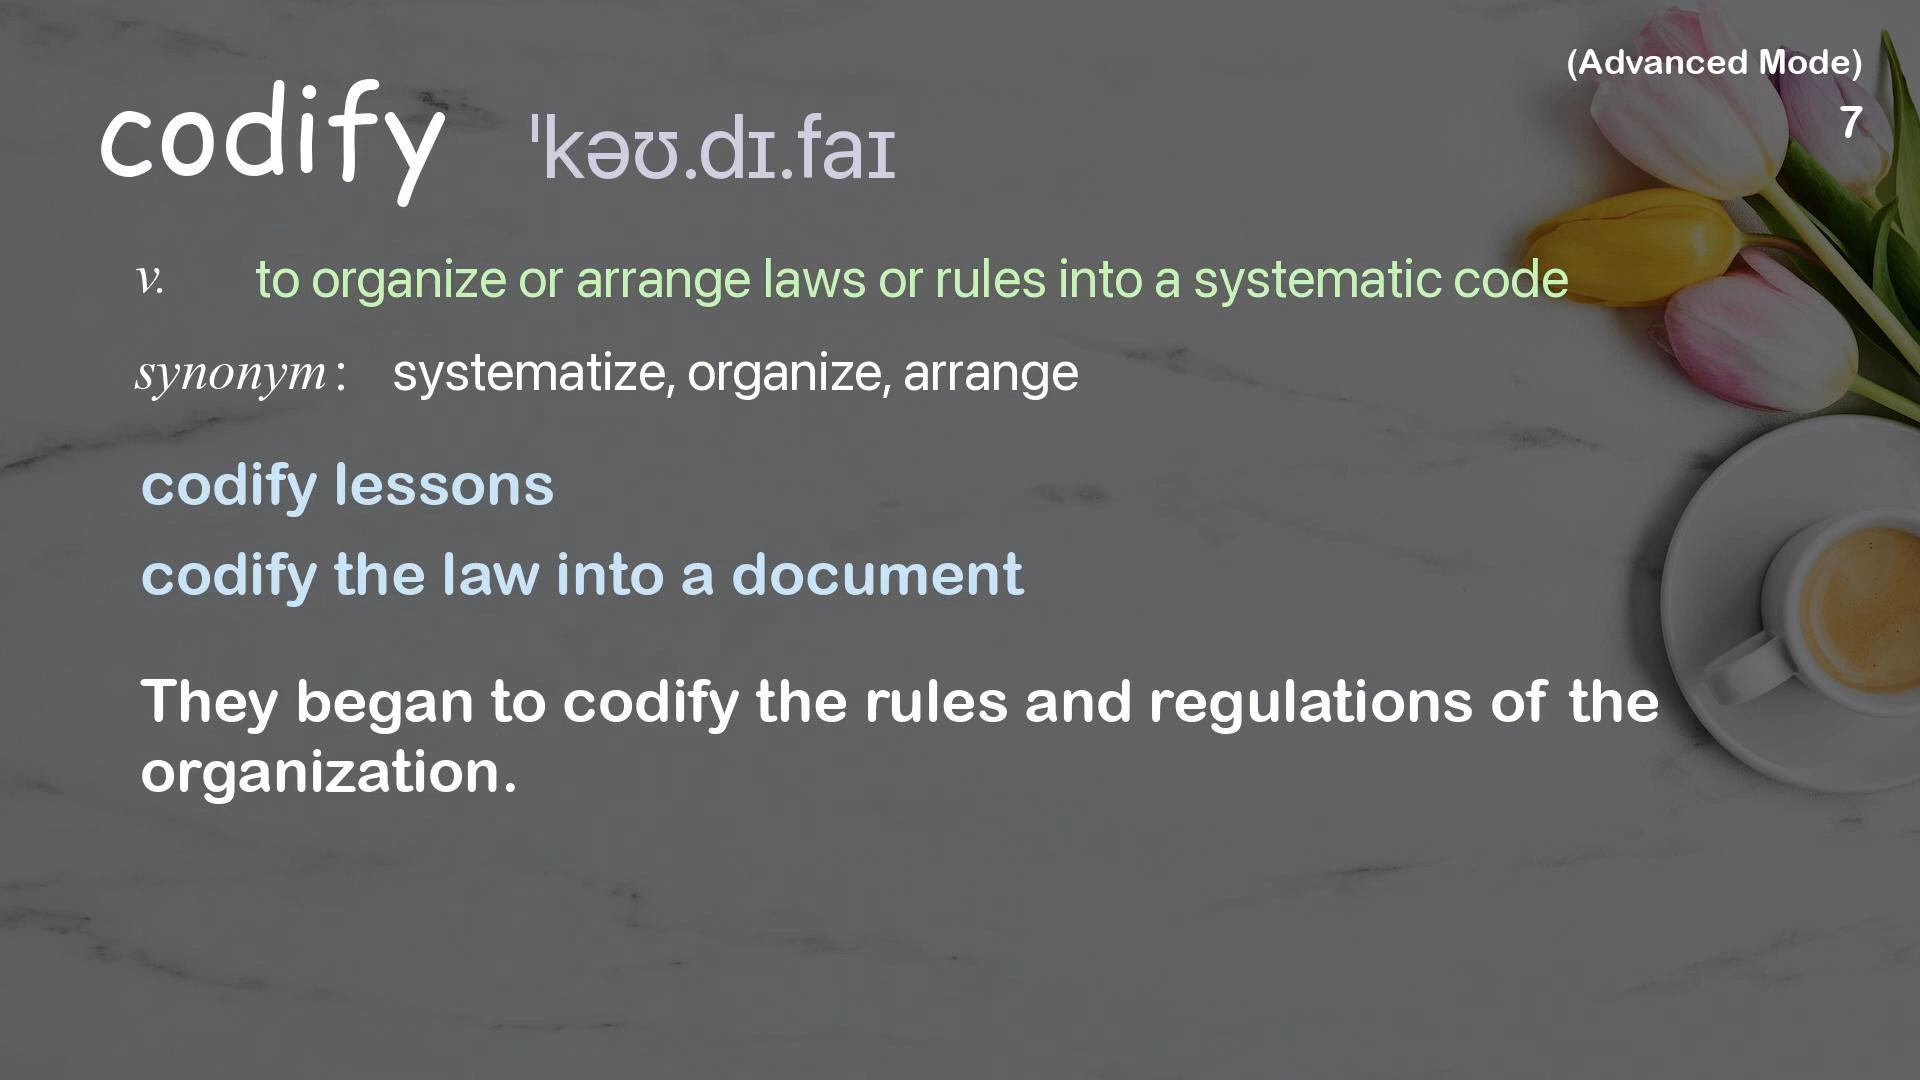 (Advanced Mode)
7
codify ˈkəʊ.dɪ.faɪ
v. to organize or arrange laws or rules into a systematic code
synonym : systematize, organize, arrange
codify lessons
codify the law into a document
They began to codify the rules and regulations of the
organization.